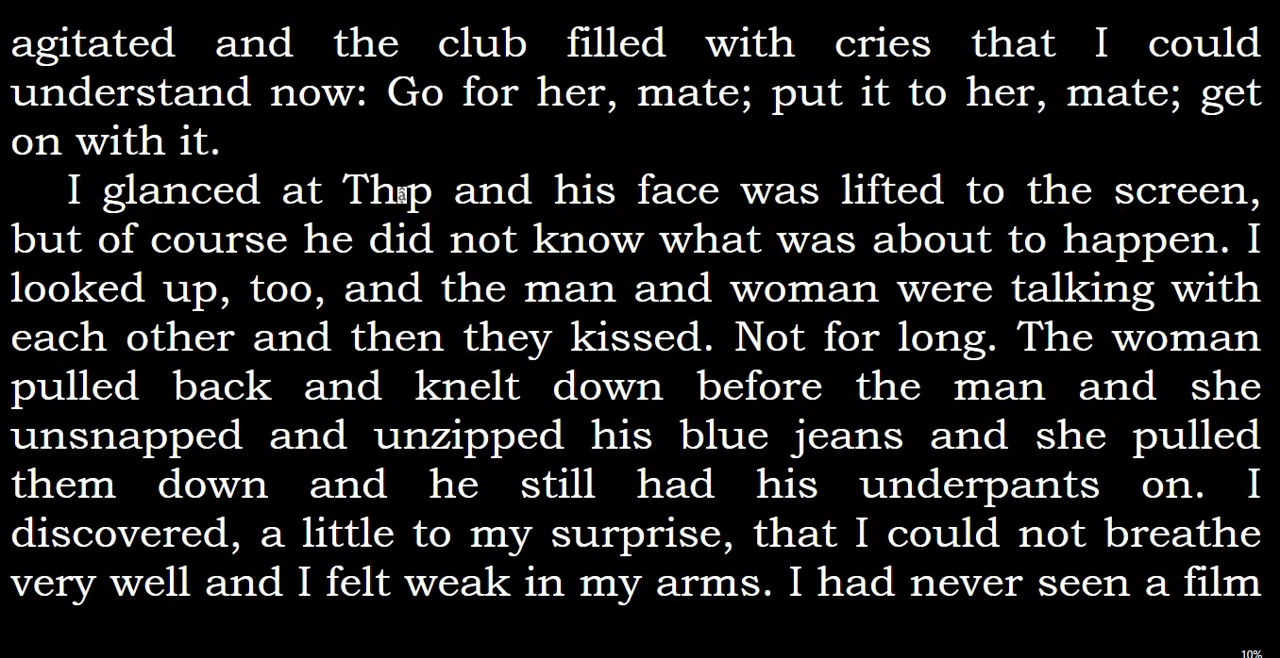 agitated and the club filled with cries that I could
understand now: Go for her, mate; put it to her, mate; get
on with it.
I glanced at Thập and his face was lifted to the screen,
but of course he did not know what was about to happen. I
looked up, too, and the man and woman were talking with
each other and then they kissed. Not for long. The woman
pulled back and knelt down before the man and she
unsnapped and unzipped his blue jeans and she pulled
them down and he still had his underpants on. I
discovered, a little to my surprise, that I could not breathe
very well and I felt weak in my arms. I had never seen a film
10%